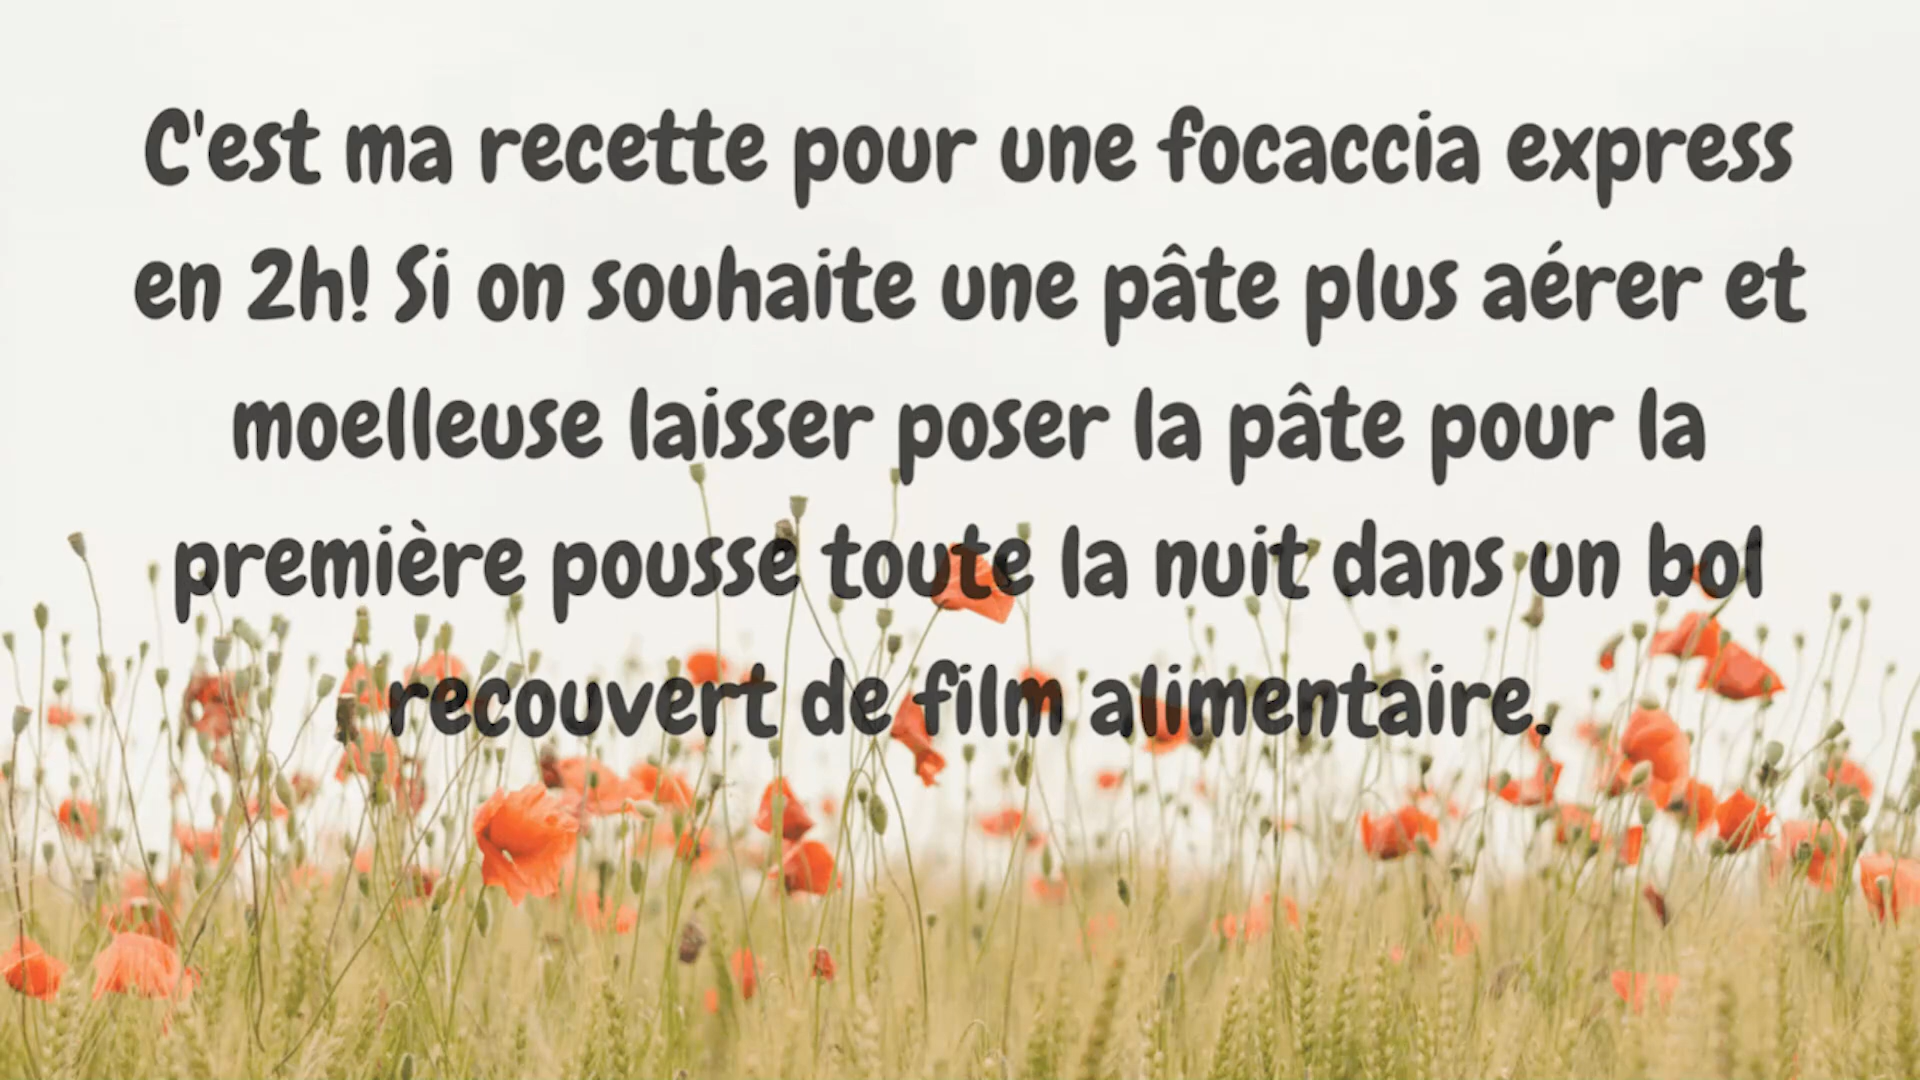 C'est ma recette pour une focaccia express
en 2h! Si on souhaite une pâte plus aérer et
moelleuse laisser poser la pâte pour la
première pousse toute la nuit dans un bol
recouvert de film alimentaire.